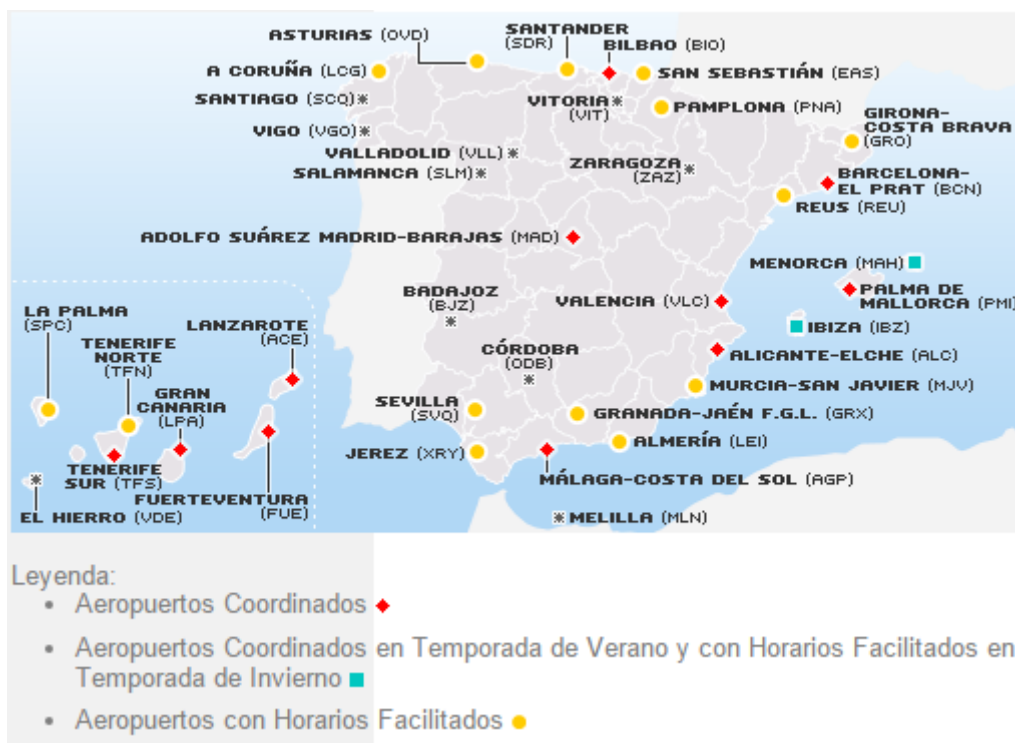 ASTURIAS (OVD)
SANTANDER
(SDR)
BILBAO (BIO)
A CORUÑA (LCG)
SAN SEBASTIÁN (EAS)
SANTIAGO (SCQ)
VITORIA
(VIT)
PAMPLONA (PNA)
GIRONA-
COSTA BRAVA
(GRO)
VIGO (VGO)
VALLADOLID (VLL)
SALAMANCA (SLM)
ZARAGOZA
(ZAZ)
BARCELONA-
EL PRAT (BCN)
REUS (REU)
ADOLFO SUÁREZ MADRID-BARAJAS (MAD)
MENORCA (MAH)
BADAJOZ
(BJZ)
VALENCIA (VLC)
PALMA DE
MALLORCA (PMI)
IBIZA (IBZ)
LA PALMA
(SPC)
LANZAROTE
(ACE)
TENERIFE
NORTE
(TFN)
CÓRDOBA
(ODB)
ALICANTE-ELCHE (ALC)
GRAN
CANARIA
(LPA)
MURCIA-SAN JAVIER (MJV)
SEVILLA
(SVQ)
GRANADA-JAÉN F.G.L. (GRX)
JEREZ (XRY)
ALMERÍA (LEI)
TENERIFE
SUR (TFS)
MÁLAGA-COSTA DEL SOL (AGP)
FUERTEVENTURA
(FUE)
EL HIERRO (VDE)
MELILLA (MLN)
Leyenda:
• Aeropuertos Coordinados
• Aeropuertos Coordinados en Temporada de Verano y con Horarios Facilitados en
Temporada de Invierno
• Aeropuertos con Horarios Facilitados